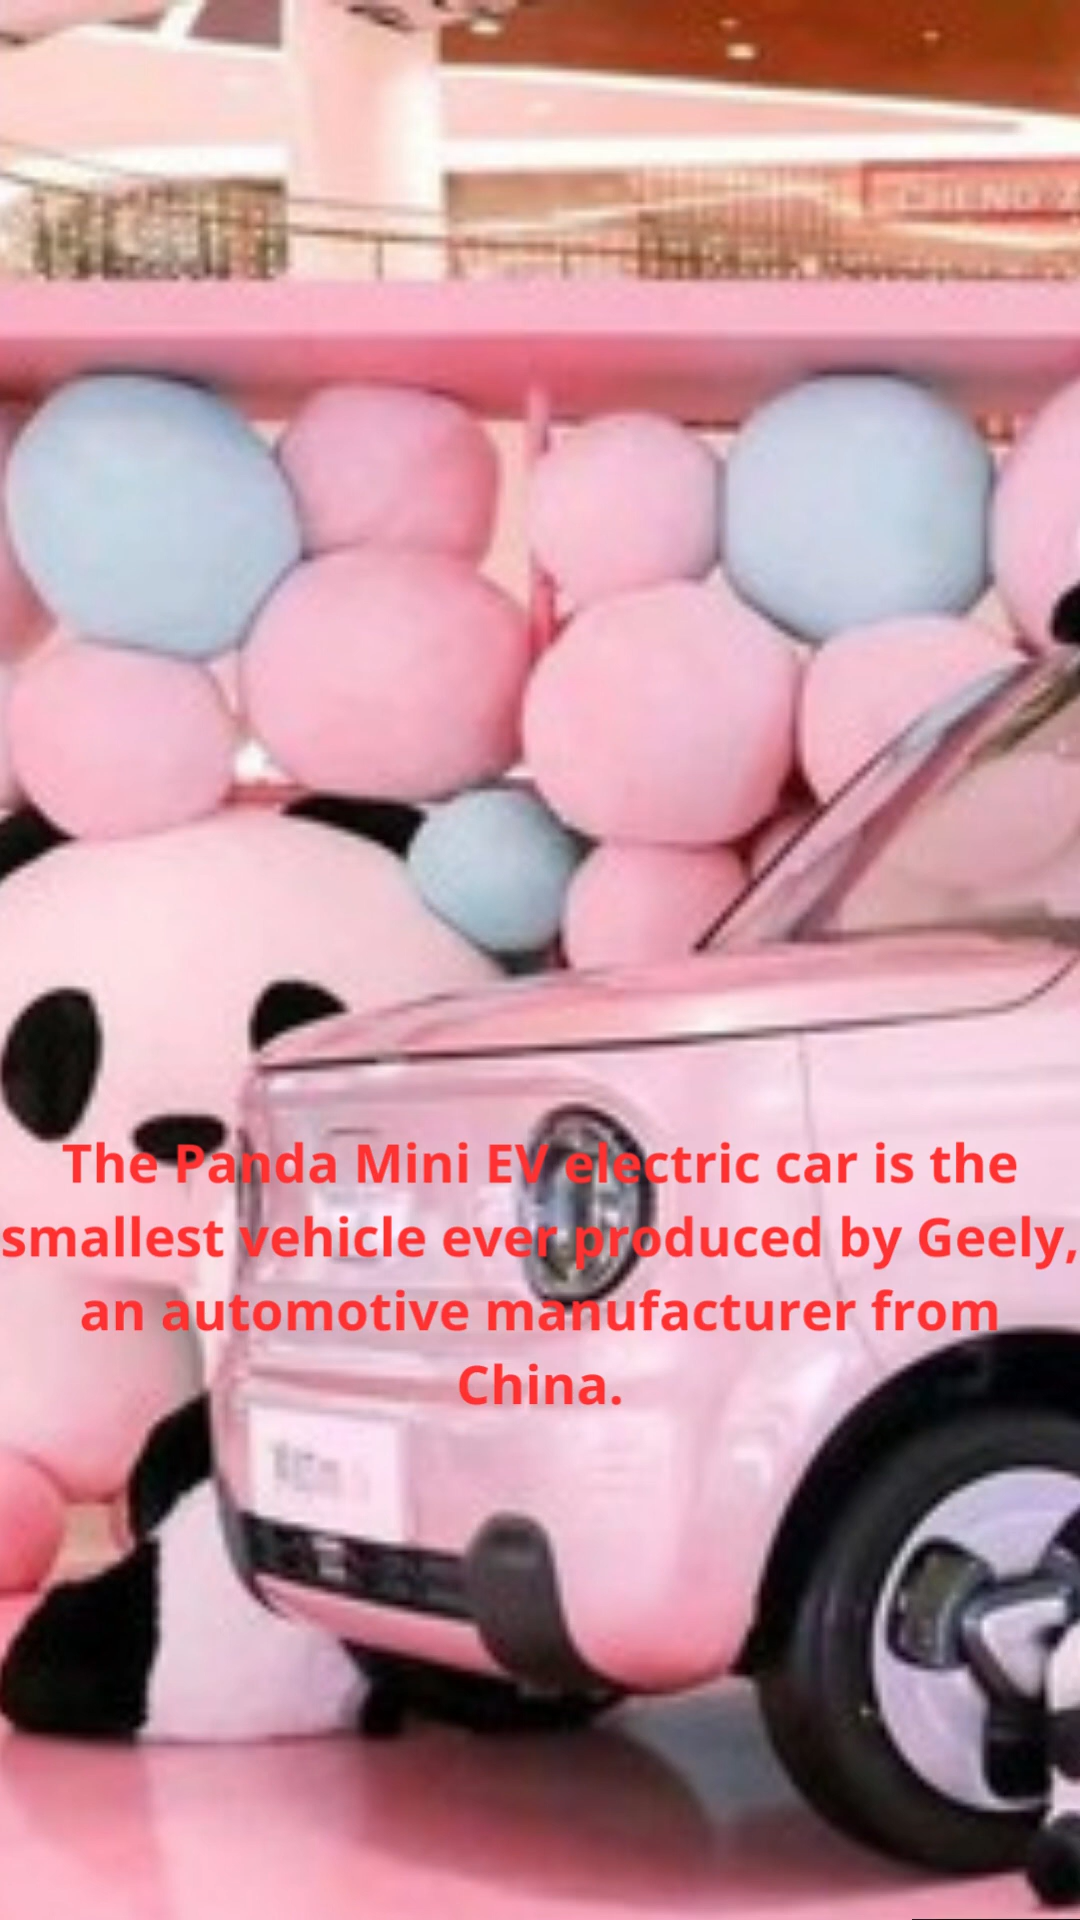 The Panda Mini EV electric car is the
smallest vehicle ever produced by Geely,
an automotive manufacturer from
China.